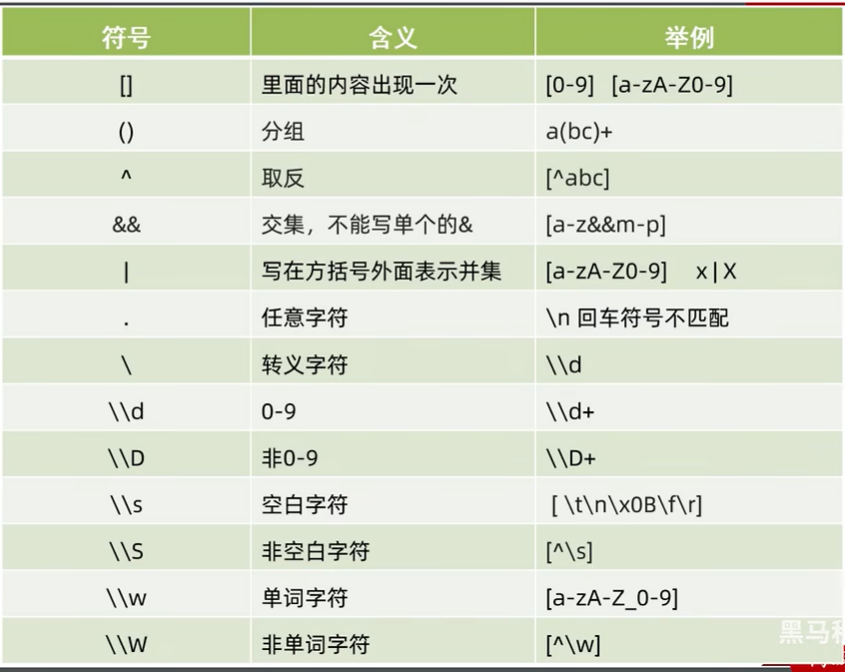 符号 含义 举例
[] 里面的内容出现一次 [0-9] [a-zA-Z0-9]
() 分组 a(bc)+
^ 取反 [^abc]
&& 交集，不能写单个的& [a-z&&m-p]
| 写在方括号外面表示并集 [a-zA-Z0-9] x|X
. 任意字符 \n 回车符号不匹配
\ 转义字符 \\d
\\d 0-9 \\d+
\\D 非0-9 \\D+
\\s 空白字符 [ \t\n\x0B\f\r]
\\S 非空白字符 [^\s]
\\w 单词字符 [a-zA-Z_0-9]
\\W 非单词字符 [^\w]
黑马